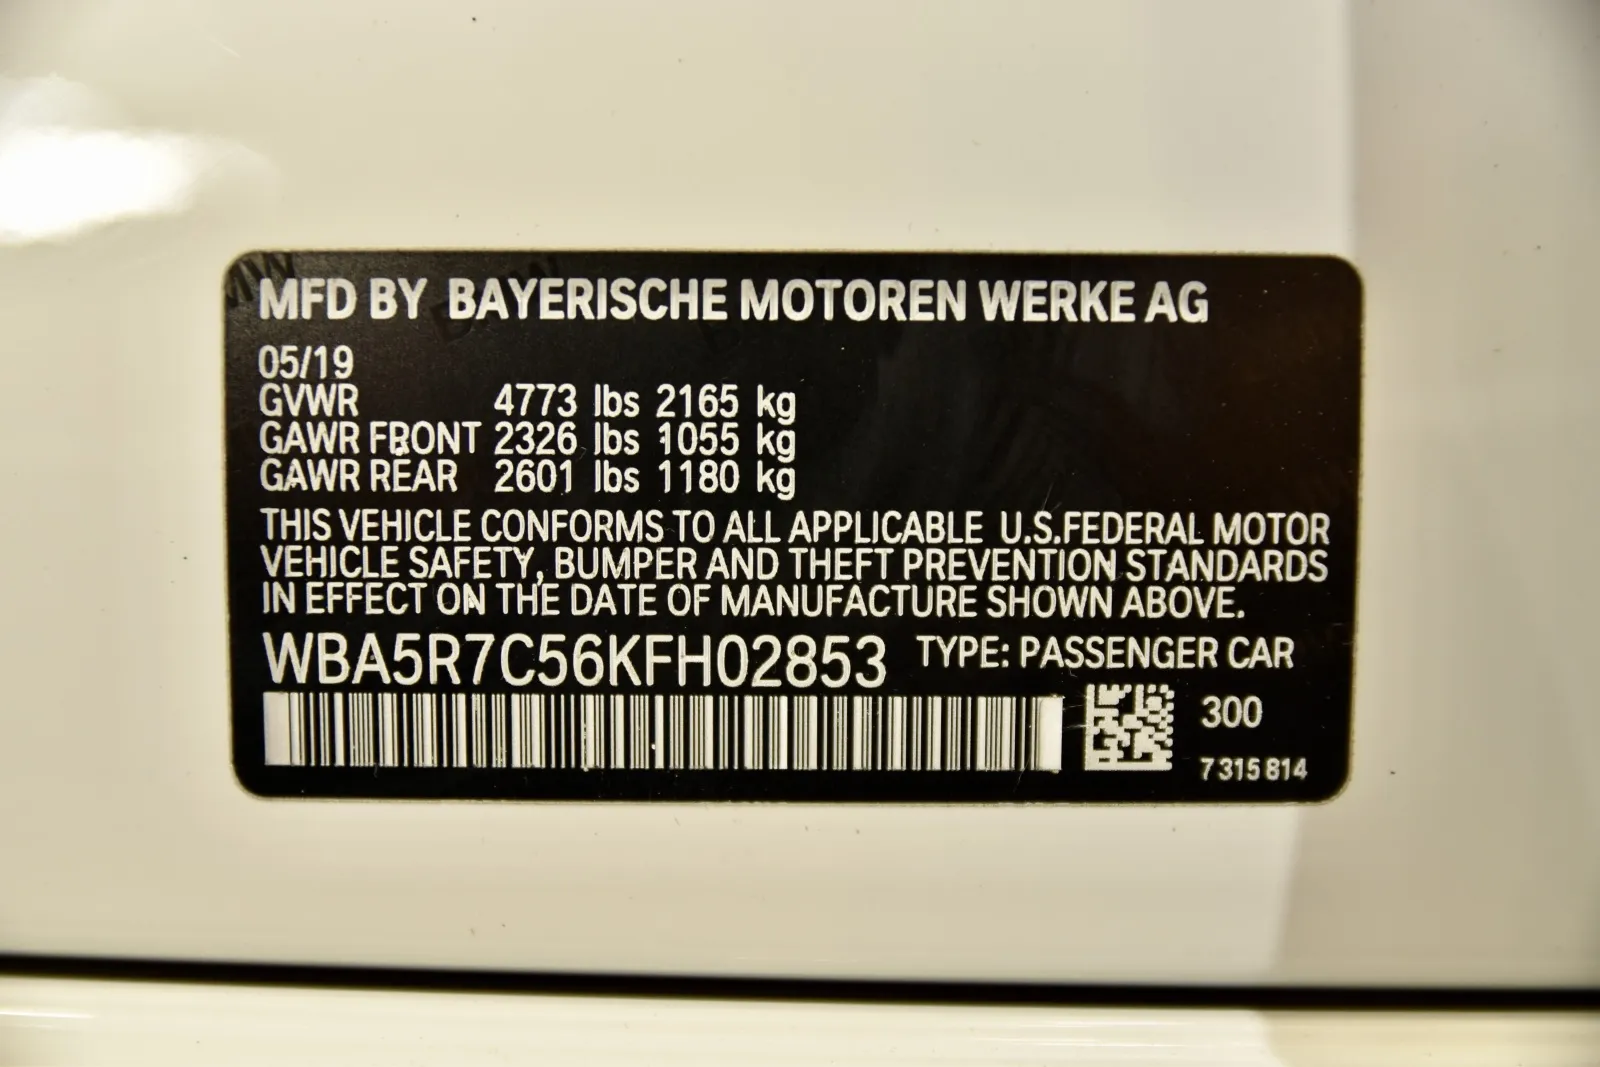 MFD BY BAYERISCHE MOTOREN WERKE AG
05/19
GVWR 4773 lbs 2165 kg
GAWR FRONT 2326 lbs 1055 kg
GAWR REAR 2601 lbs 1180 kg
THIS VEHICLE CONFORMS TO ALL APPLICABLE U.S.FEDERAL MOTOR
VEHICLE SAFETY, BUMPER AND THEFT PREVENTION STANDARDS
IN EFFECT ON THE DATE OF MANUFACTURE SHOWN ABOVE.
WBA5R7C56KFH02853 TYPE: PASSENGER CAR
300
7 315 814